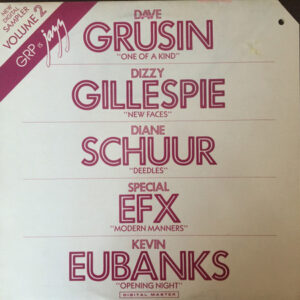 NEW
DIGITAL
SAMPLER
VOLUME 2
GRP is jazz
DAVE
GRUSIN
"ONE OF A KIND"
DIZZY
GILLESPIE
"NEW FACES"
DIANE
SCHUUR
"DEEDLES"
SPECIAL
EFX
"MODERN MANNERS"
KEVIN
EUBANKS
"OPENING NIGHT"
DIGITAL MASTER